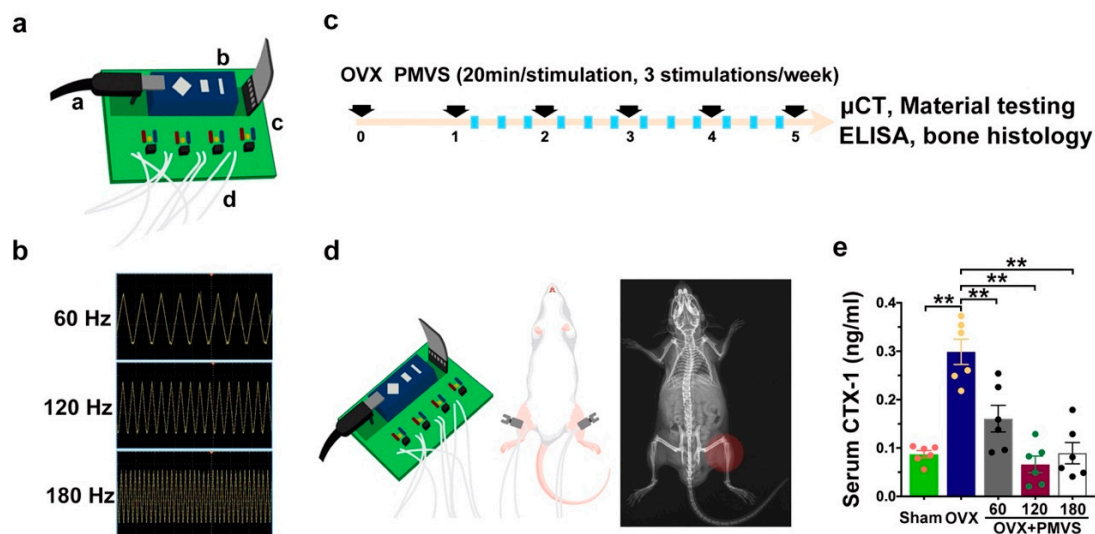 a
b
a
c
d
b
60 Hz
120 Hz
180 Hz
c
OVX PMVS (20min/stimulation, 3 stimulations/week)
0 1 2 3 4 5
μCT, Material testing
ELISA, bone histology
d
e
** ** ** **
Serum CTX-1 (ng/ml)
0.4
0.3
0.2
0.1
0.0
Sham OVX 60 120 180
OVX+PMVS